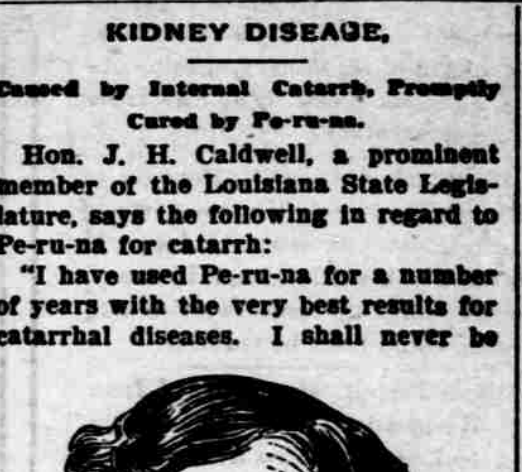 KIDNEY DISEASE,
Caused by Internal Catarrh, Promptly
Cured by Pe-ru-na.
Hon. J. H. Caldwell, a prominent
member of the Louisiana State Legis-
lature, says the following in regard to
Pe-ru-na for catarrh:
"I have used Pe-ru-na for a number
of years with the very best results for
catarrhal diseases. I shall never be